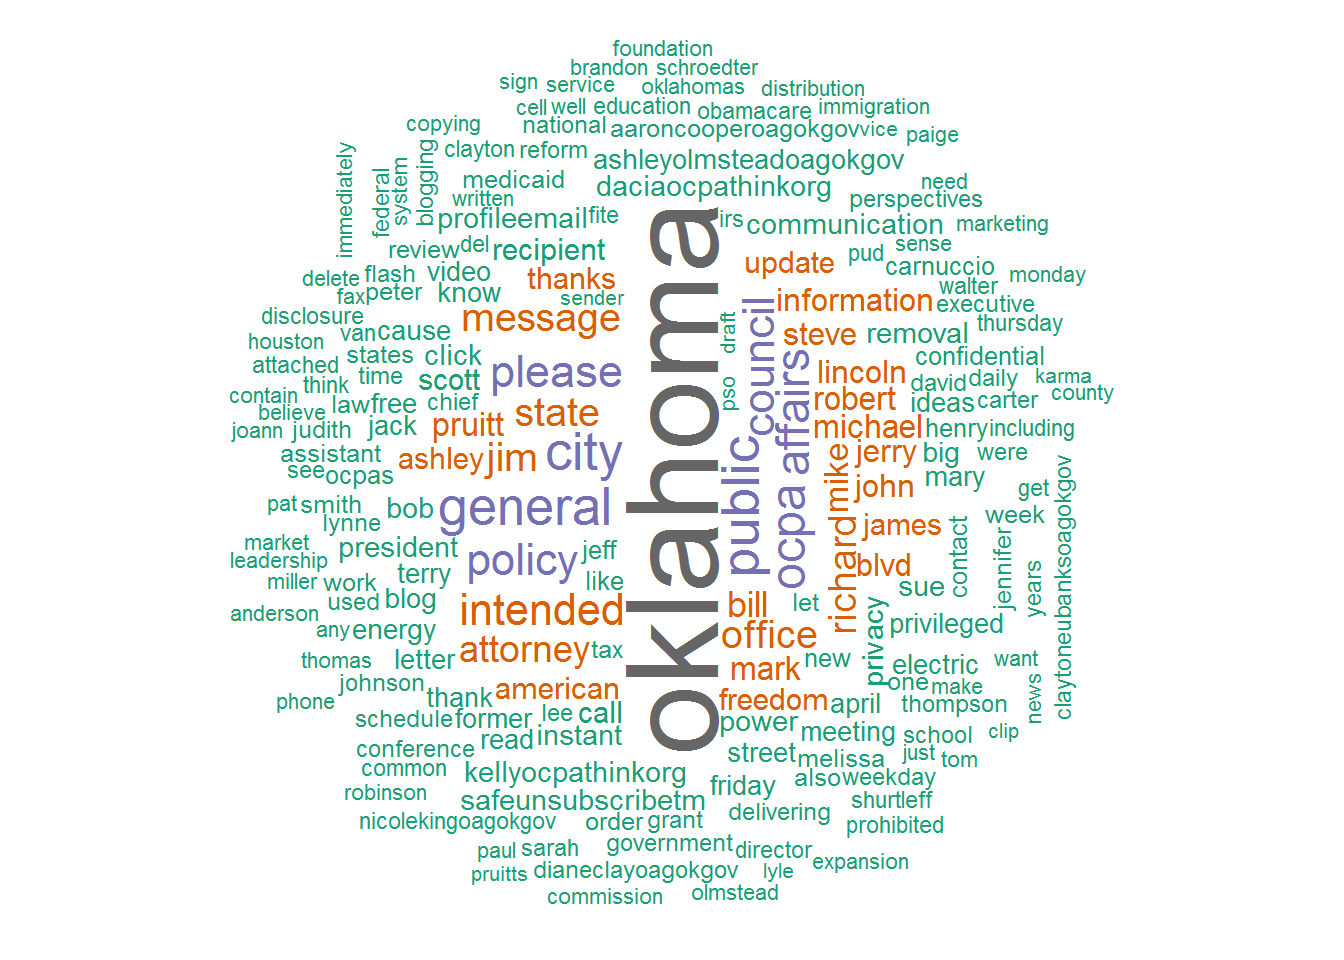 foundation
brandon schroedter
sign service oklahomas distribution
cell well education obamacare immigration
copying national aaroncooperoagokgov vice paige
clayton reform ashleyolmsteadoagokgov
immediately federal system blogging medicaid daciaocpathinkorg need
written perspectives
profileemail fite irs communication marketing
review del recipient update pud sense
delete flash video thanks carnuccio monday
fax peter know sender information walter executive
disclosure message council draft steve removal thursday
houston van cause
attached states click please affairs confidential
contain think time scott pso lincoln david daily karma
believe law free chief state robert ideas carter county
joann judith jack pruitt michael henry including
assistant ashley jim city public jerry big were
see ocpas oklahoma mike john mary get
pat smith bob general ocpa james week
lynne
market president policy jeff richard blvd contact jennifer claytoneubanksoagokgov
leadership
miller work terry like sue years
anderson used blog intended bill let privacy privileged
any energy office
thomas letter attorney tax mark new electric want
johnson one make
phone thank american freedom april thompson news
schedule former lee call power meeting school clip
conference read instant street melissa just tom
common kellyocpathinkorg friday also weekday
robinson safeunsubscribetm delivering shurtleff
nicolekingoagokgov order grant prohibited
paul sarah government director expansion
pruitts dianeclayoagokgov lyle
commission olmstead